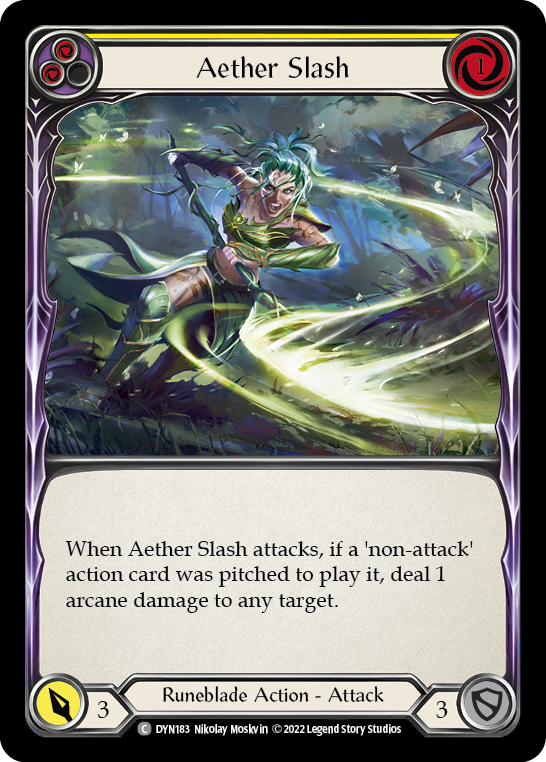 Aether Slash
1
When Aether Slash attacks, if a 'non-attack'
action card was pitched to play it, deal 1
arcane damage to any target.
3
Runeblade Action - Attack
3
C DYN183 Nikolay Moskvin © 2022 Legend Story Studios